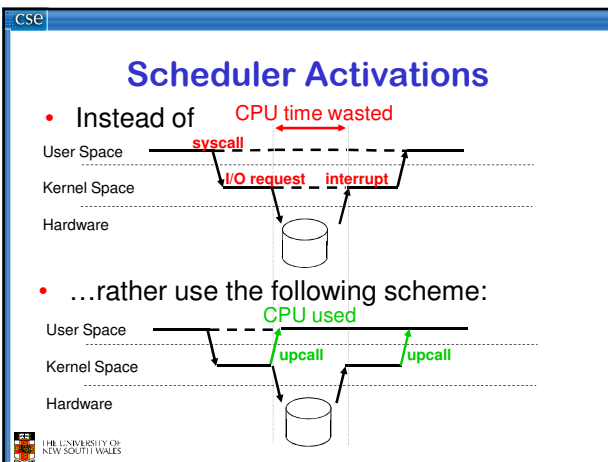 cse
Scheduler Activations
• Instead of
CPU time wasted
syscall
User Space
I/O request interrupt
Kernel Space
Hardware
• …rather use the following scheme:
CPU used
User Space
upcall upcall
Kernel Space
Hardware
THE UNIVERSITY OF
NEW SOUTH WALES